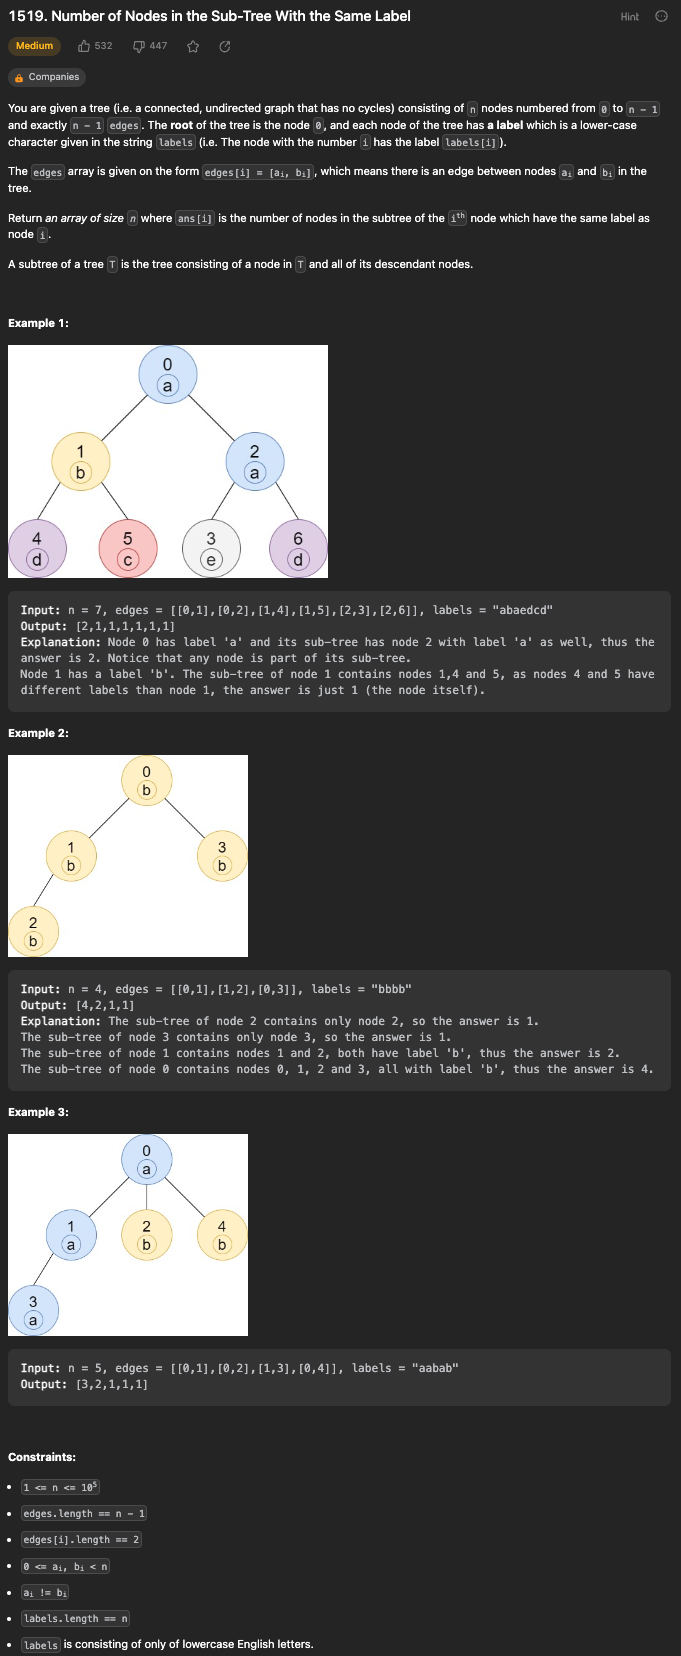 1519. Number of Nodes in the Sub-Tree With the Same Label
Hint
Medium 532 447
Companies
You are given a tree (i.e. a connected, undirected graph that has no cycles) consisting of n nodes numbered from 0 to n - 1
and exactly n - 1 edges. The root of the tree is the node 0, and each node of the tree has a label which is a lower-case
character given in the string labels (i.e. The node with the number i has the label labels[i]).
The edges array is given on the form edges[i] = [aᵢ, bᵢ], which means there is an edge between nodes aᵢ and bᵢ in the
tree.
Return an array of size n where ans[i] is the number of nodes in the subtree of the iᵗʰ node which have the same label as
node i.
A subtree of a tree T is the tree consisting of a node in T and all of its descendant nodes.
Example 1:
0
a
1 2
b a
4 5 3 6
d c e d
Input: n = 7, edges = [[0,1],[0,2],[1,4],[1,5],[2,3],[2,6]], labels = "abaedcd"
Output: [2,1,1,1,1,1,1]
Explanation: Node 0 has label 'a' and its sub-tree has node 2 with label 'a' as well, thus the
answer is 2. Notice that any node is part of its sub-tree.
Node 1 has a label 'b'. The sub-tree of node 1 contains nodes 1,4 and 5, as nodes 4 and 5 have
different labels than node 1, the answer is just 1 (the node itself).
Example 2:
0
b
1 3
b b
2
b
Input: n = 4, edges = [[0,1],[1,2],[0,3]], labels = "bbbb"
Output: [4,2,1,1]
Explanation: The sub-tree of node 2 contains only node 2, so the answer is 1.
The sub-tree of node 3 contains only node 3, so the answer is 1.
The sub-tree of node 1 contains nodes 1 and 2, both have label 'b', thus the answer is 2.
The sub-tree of node 0 contains nodes 0, 1, 2 and 3, all with label 'b', thus the answer is 4.
Example 3:
0
a
1 2 4
a b b
3
a
Input: n = 5, edges = [[0,1],[0,2],[1,3],[0,4]], labels = "aabab"
Output: [3,2,1,1,1]
Constraints:
• 1 <= n <= 10⁵
• edges.length == n - 1
• edges[i].length == 2
• 0 <= aᵢ, bᵢ < n
• aᵢ != bᵢ
• labels.length == n
• labels is consisting of only of lowercase English letters.